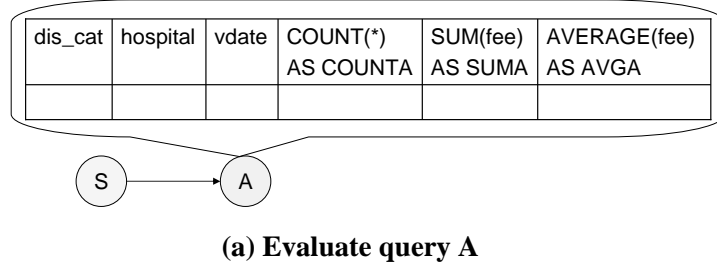 dis_cat hospital vdate COUNT(*) SUM(fee) AVERAGE(fee)
AS COUNTA AS SUMA AS AVGA
S A
(a) Evaluate query A